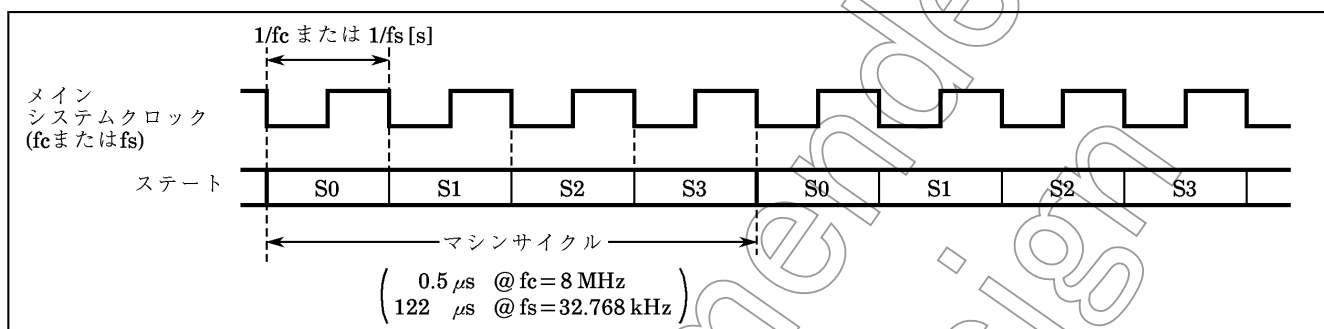 1/fc または 1/fs [s]
メイン
システムクロック
(fcまたはfs)
ステート
S0 S1 S2 S3 S0 S1 S2 S3
マシンサイクル
0.5 μs @ fc = 8 MHz
122 μs @ fs = 32.768 kHz